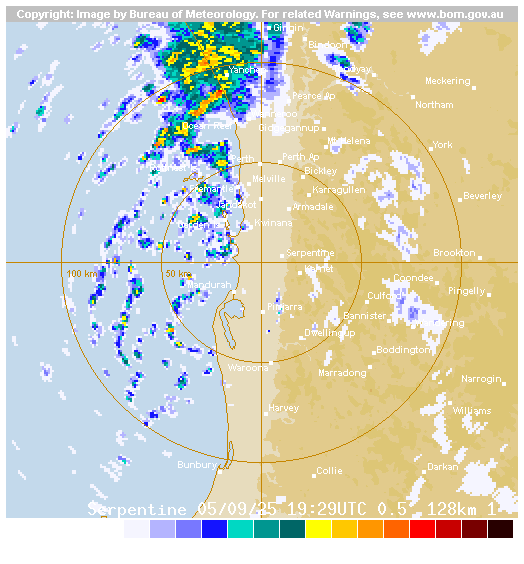 Copyright: Image by Bureau of Meteorology. For related Warnings, see www.bom.gov.au
Gingin
Bindoon
Yanchep
Meckering
Pearce Ap
Northam
Ocean Reef
Gidgegannup
Mt Helena
York
Perth
Perth Ap
Bickley
Melville
Fremantle
Karragullen
Beverley
Armadale
Kwinana
Serpentine
Brookton
100 km
50 km
Mandurah
Coondee
Pingelly
Pinjarra
Bannister
Dwellingup
Boddington
Waroona
Marradong
Narrogin
Harvey
Williams
Bunbury
Collie
Darkan
Serpentine 05/09/25 19:29UTC 0.5 128km 1